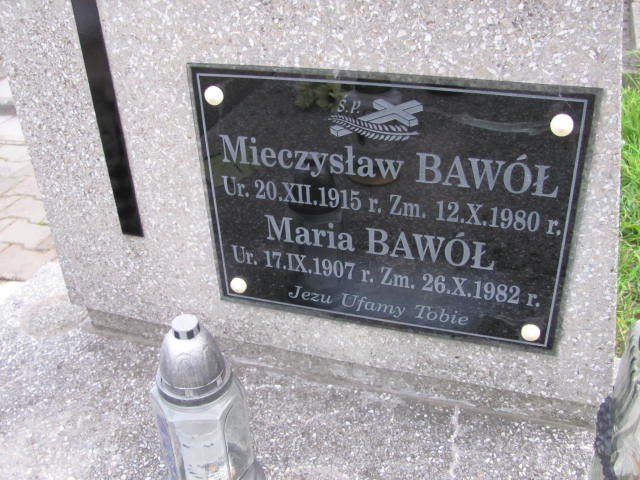 Ś.P.
Mieczysław BAWÓŁ
Ur. 20.XII.1915 r. Zm. 12.X.1980 r.
Maria BAWÓŁ
Ur. 17.IX.1907 r. Zm. 26.X.1982 r.
Jezu Ufamy Tobie